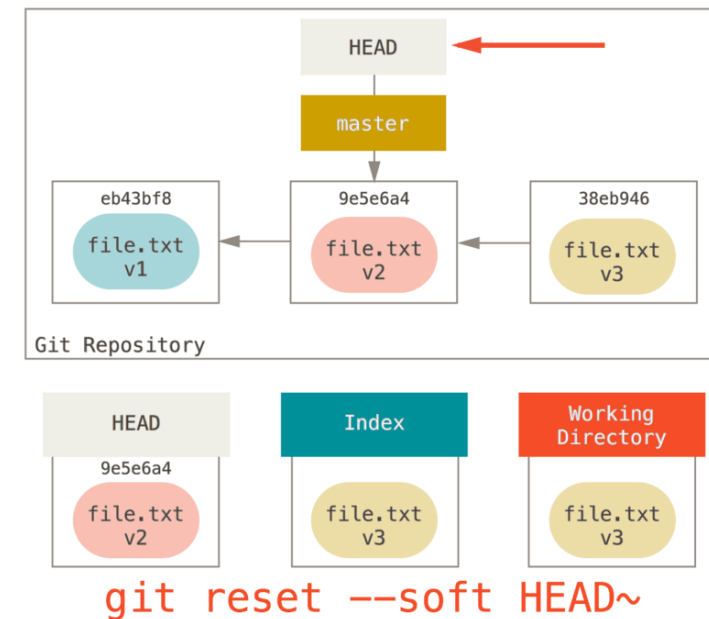 HEAD
master
eb43bf8
9e5e6a4
38eb946
file.txt
v1
file.txt
v2
file.txt
v3
Git Repository
HEAD
Index
Working
Directory
9e5e6a4
file.txt
v2
file.txt
v3
file.txt
v3
git reset --soft HEAD~